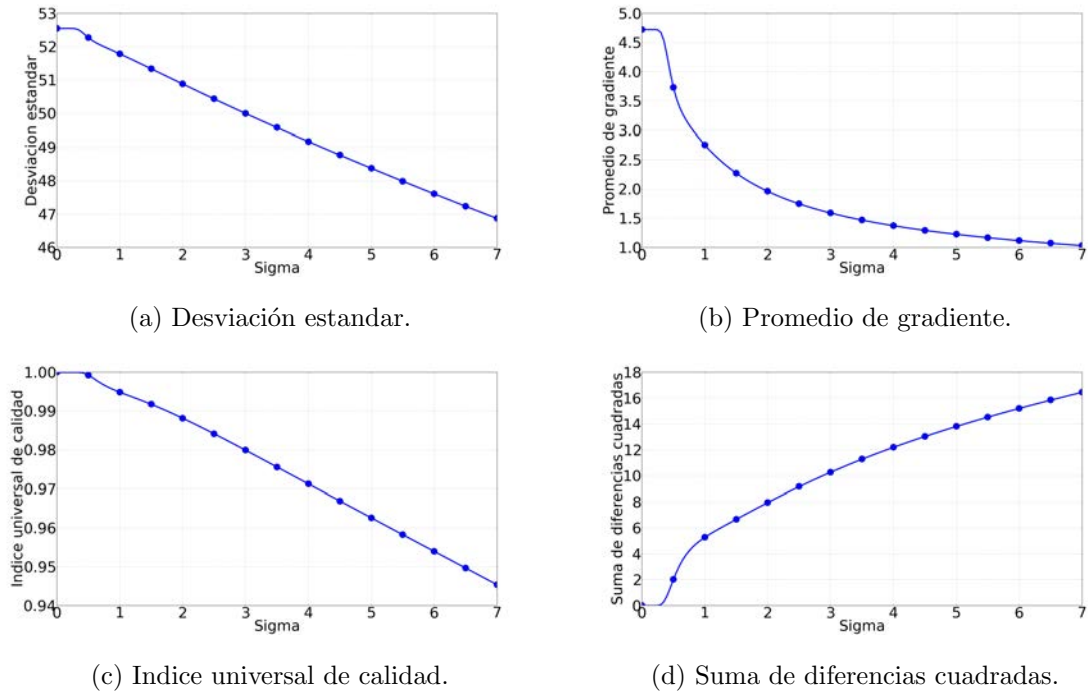 53
52
51
50
49
48
47
46
Desviacion estandar
0 1 2 3 4 5 6 7
Sigma
(a) Desviación estandar.
5.0
4.5
4.0
3.5
3.0
2.5
2.0
1.5
1.0
Promedio de gradiente
0 1 2 3 4 5 6 7
Sigma
(b) Promedio de gradiente.
1.00
0.99
0.98
0.97
0.96
0.95
0.94
Indice universal de calidad
0 1 2 3 4 5 6 7
Sigma
(c) Indice universal de calidad.
18
16
14
12
10
8
6
4
2
0
Suma de diferencias cuadradas
0 1 2 3 4 5 6 7
Sigma
(d) Suma de diferencias cuadradas.